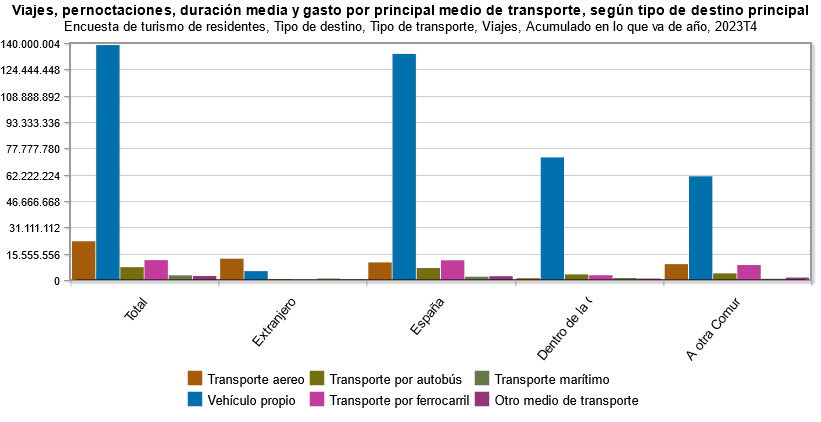 Viajes, pernoctaciones, duración media y gasto por principal medio de transporte, según tipo de destino principal
Encuesta de turismo de residentes, Tipo de destino, Tipo de transporte, Viajes, Acumulado en lo que va de año, 2023T4
140.000.004
124.444.448
108.888.892
93.333.336
77.777.780
62.222.224
46.666.668
31.111.112
15.555.556
0
Total
Extranjero
España
Dentro de la (
A otra Comur
Transporte aereo
Transporte por autobús
Transporte marítimo
Vehículo propio
Transporte por ferrocarril
Otro medio de transporte